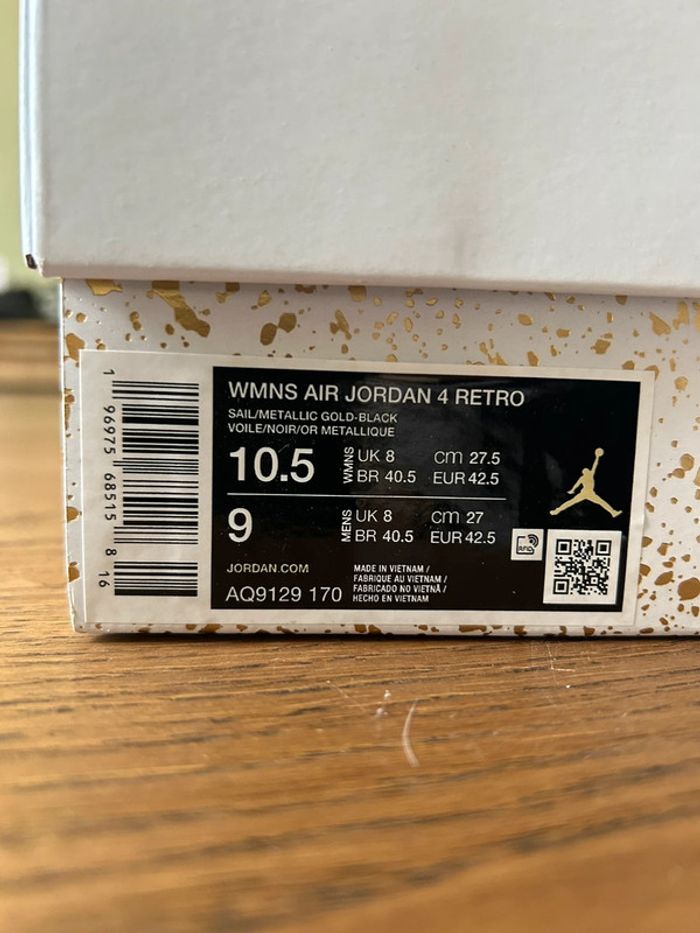 1 96975 68515 8 16
WMNS AIR JORDAN 4 RETRO
SAIL/METALLIC GOLD-BLACK
VOILE/NOIR/OR METALLIQUE
10.5 WMNS UK 8 cm 27.5
BR 40.5 EUR 42.5
9 MENS UK 8 cm 27
BR 40.5 EUR 42.5
RFID
JORDAN.COM
AQ9129 170
MADE IN VIETNAM /
FABRIQUE AU VIETNAM /
FABRICADO NO VIETNÃ /
HECHO EN VIETNAM